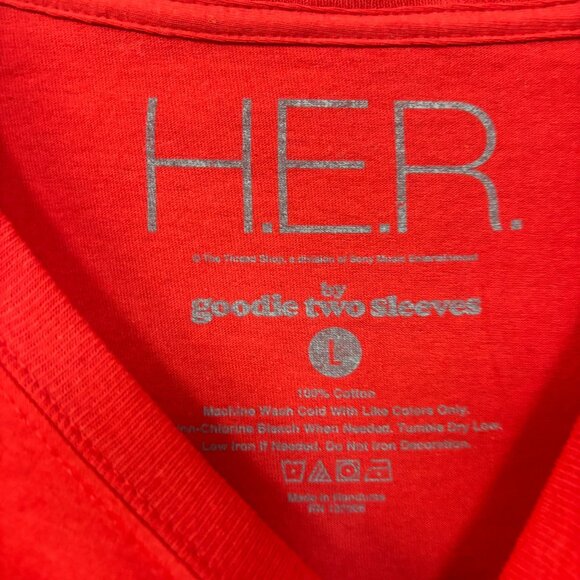 H.E.R.
© The Thread Shop, a division of Sony Music Entertainment
by
goodie two sleeves
L
100% Cotton
Machine Wash Cold With Like Colors Only.
Non-Chlorine Bleach When Needed. Tumble Dry Low.
Low Iron If Needed. Do Not Iron Decoration.
Made in Honduras
RN